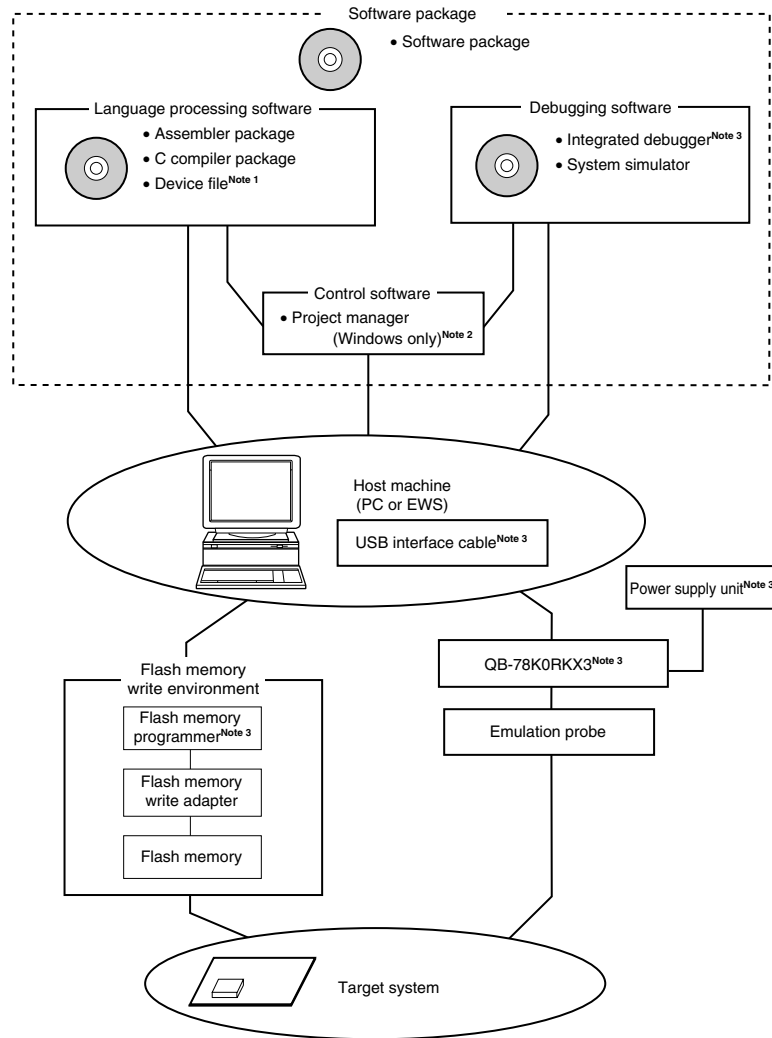 Software package
• Software package
Language processing software
• Assembler package
• C compiler package
• Device fileNote 1
Debugging software
• Integrated debuggerNote 3
• System simulator
Control software
• Project manager
(Windows only)Note 2
Host machine
(PC or EWS)
USB interface cableNote 3
Power supply unitNote 3
QB-78K0RKX3Note 3
Emulation probe
Flash memory
write environment
Flash memory
programmerNote 3
Flash memory
write adapter
Flash memory
Target system